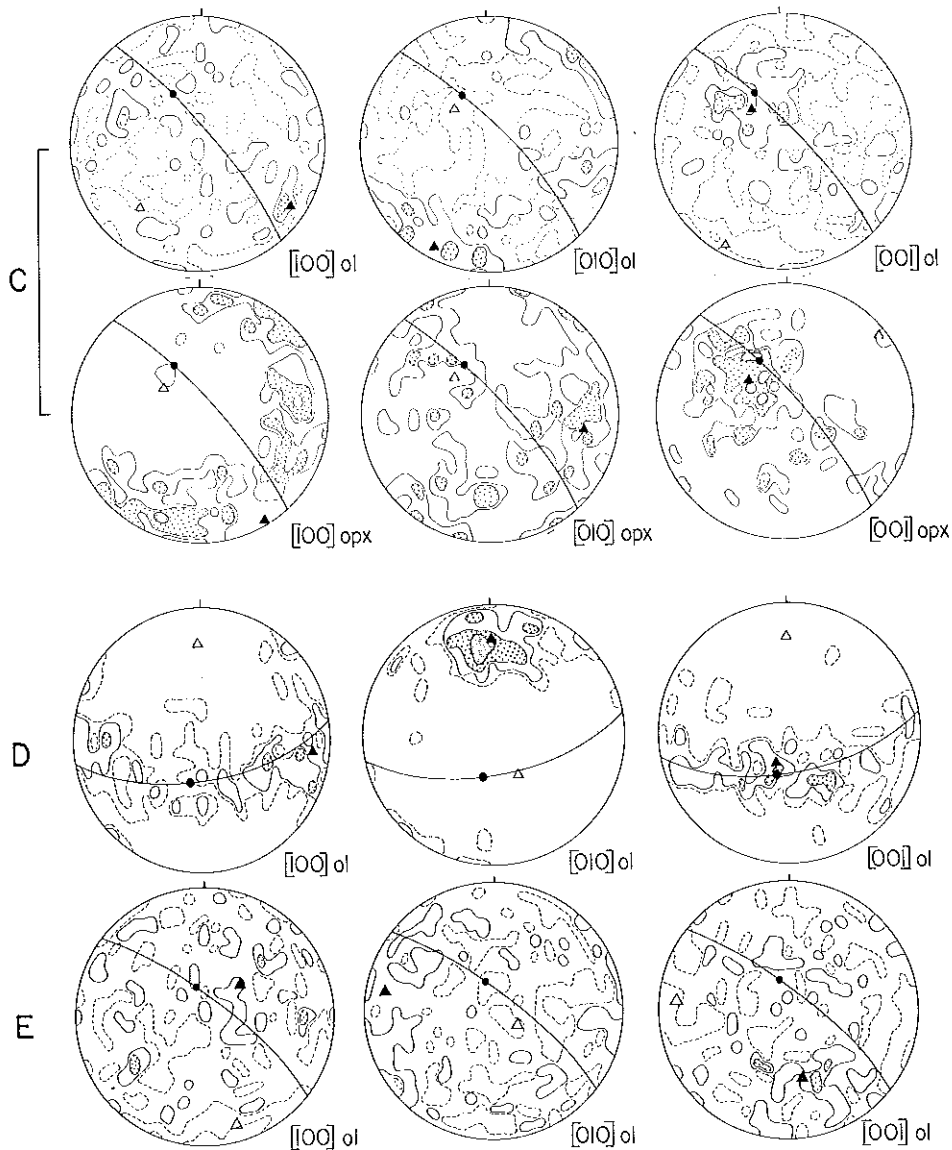 [100] ol
[010] ol
[001] ol
C
[100] opx
[010] opx
[001] opx
D
[100] ol
[010] ol
[001] ol
E
[100] ol
[010] ol
[001] ol